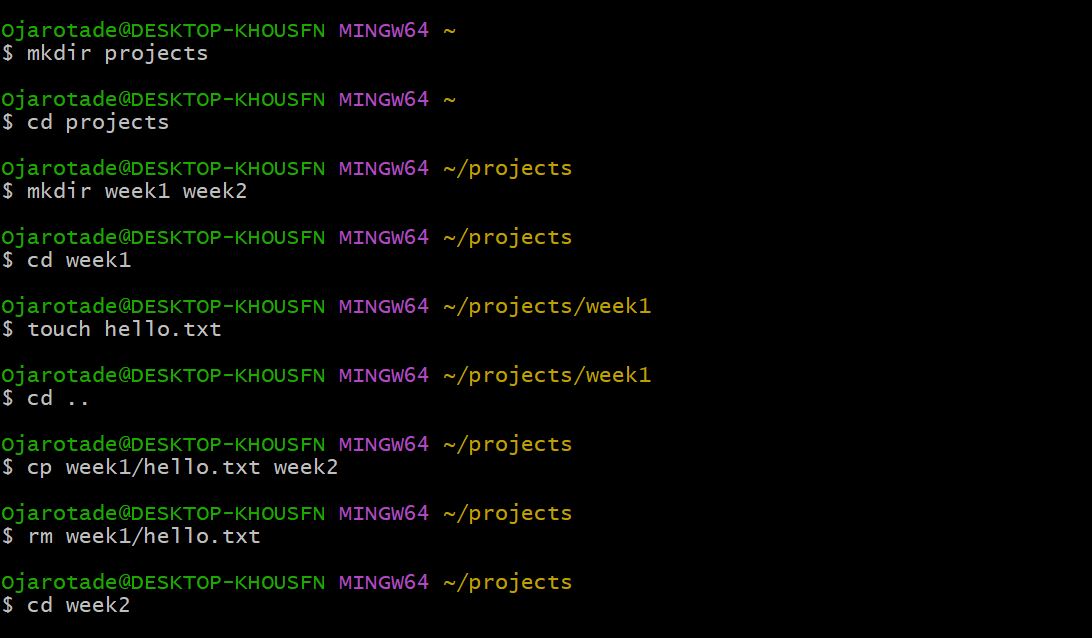 Ojarotade@DESKTOP-KHOUSFN MINGW64 ~
$ mkdir projects
Ojarotade@DESKTOP-KHOUSFN MINGW64 ~
$ cd projects
Ojarotade@DESKTOP-KHOUSFN MINGW64 ~/projects
$ mkdir week1 week2
Ojarotade@DESKTOP-KHOUSFN MINGW64 ~/projects
$ cd week1
Ojarotade@DESKTOP-KHOUSFN MINGW64 ~/projects/week1
$ touch hello.txt
Ojarotade@DESKTOP-KHOUSFN MINGW64 ~/projects/week1
$ cd ..
Ojarotade@DESKTOP-KHOUSFN MINGW64 ~/projects
$ cp week1/hello.txt week2
Ojarotade@DESKTOP-KHOUSFN MINGW64 ~/projects
$ rm week1/hello.txt
Ojarotade@DESKTOP-KHOUSFN MINGW64 ~/projects
$ cd week2